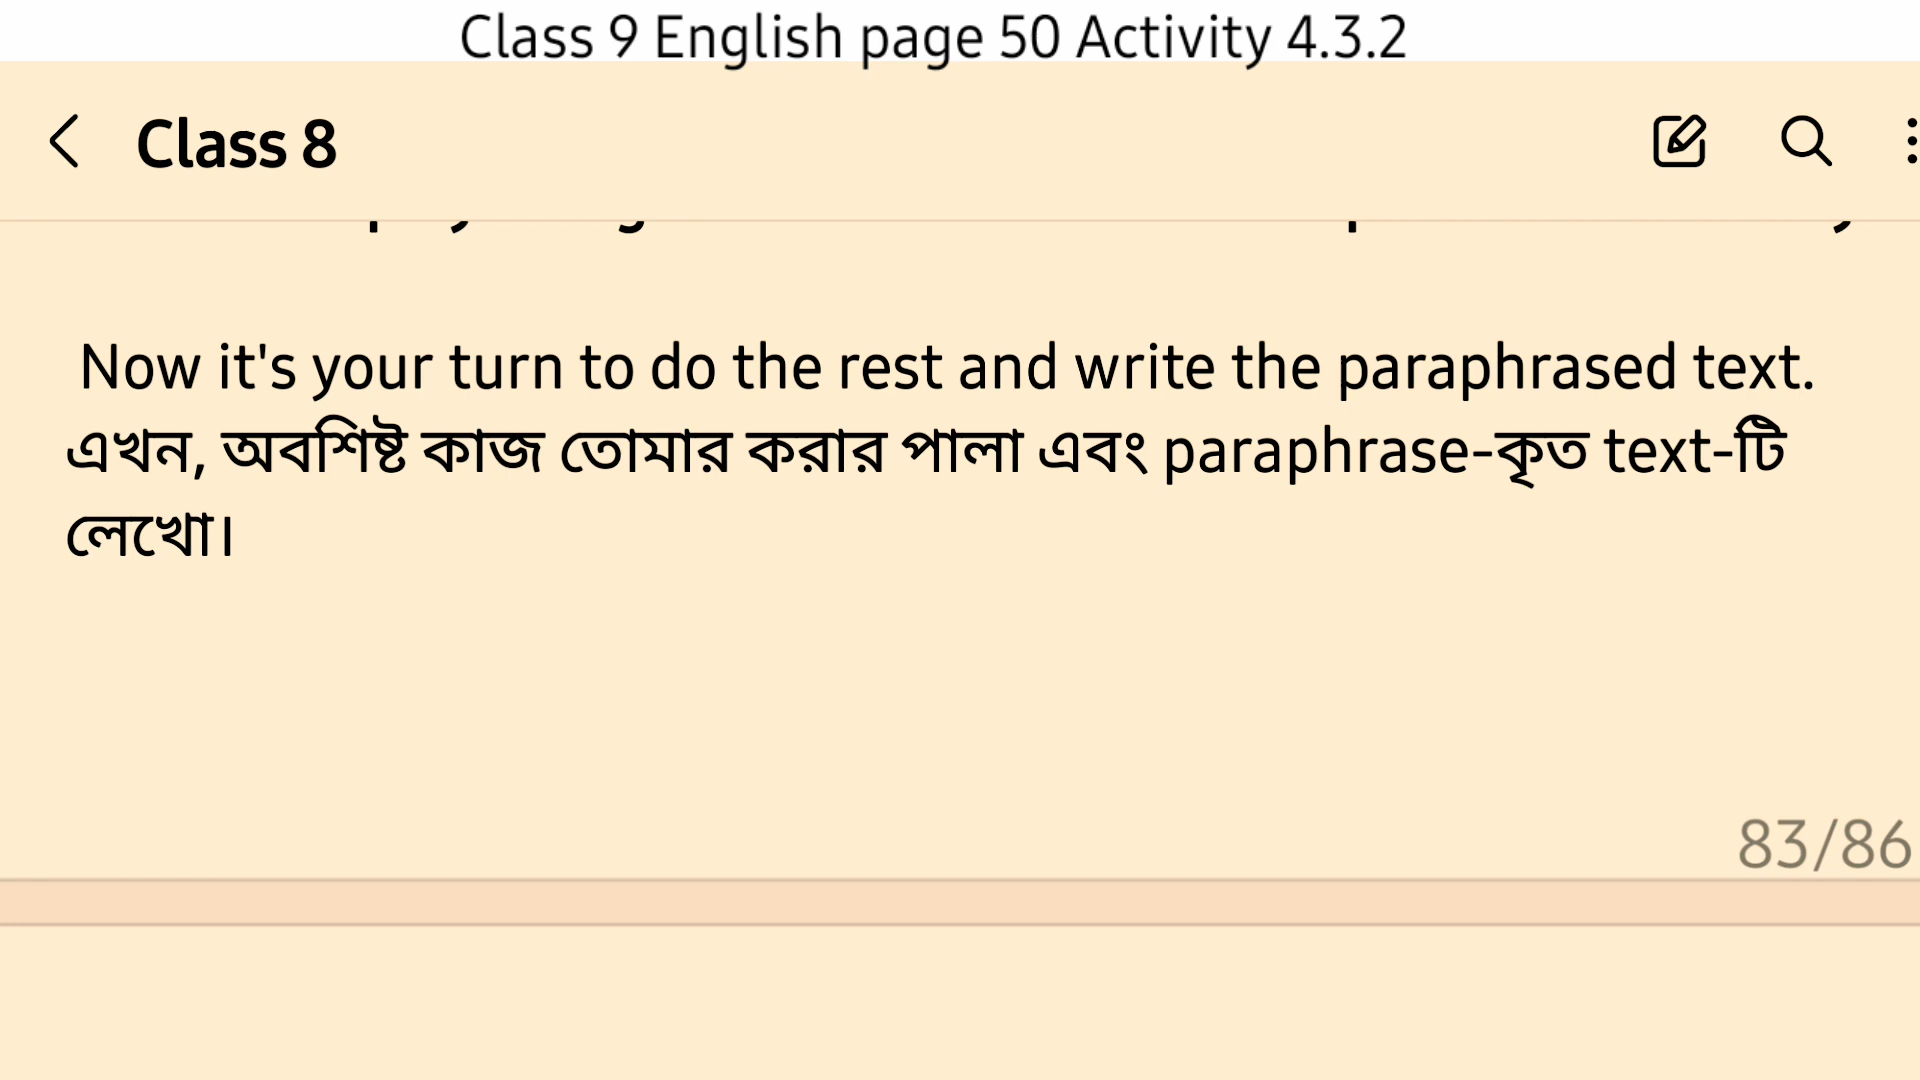 Class 9 English page 50 Activity 4.3.2
Class 8
Now it's your turn to do the rest and write the paraphrased text.
এখন, অবশিষ্ট কাজ তোমার করার পালা এবং paraphrase-কৃত text-টি
লেখো।
83/86